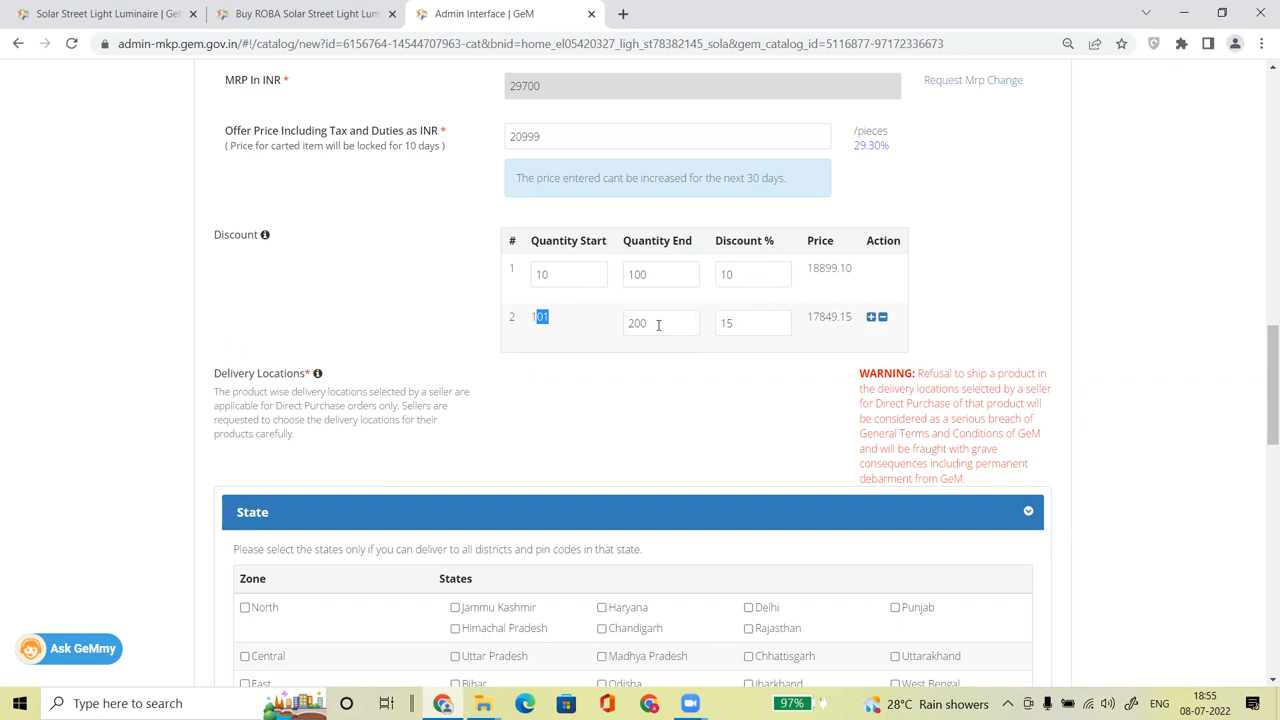 Solar Street Light Luminaire | GeM
Buy ROBA Solar Street Light Lum
Admin Interface | GeM
admin-mkp.gem.gov.in/#!/catalog/new?id=6156764-14544707963-cat&bnid=home_el05420327_ligh_st78382145_sola&gem_catalog_id=5116877-97172336673
MRP In INR *
29700
Request Mrp Change
Offer Price Including Tax and Duties as INR *
( Price for carted item will be locked for 10 days )
20999
/pieces
29.30%
The price entered cant be increased for the next 30 days.
Discount
# Quantity Start Quantity End Discount % Price Action
1 10 100 10 18899.10
2 101 200 15 17849.15
Delivery Locations*
The product wise delivery locations selected by a seller are
applicable for Direct Purchase orders only. Sellers are
requested to choose the delivery locations for their
products carefully.
WARNING: Refusal to ship a product in
the delivery locations selected by a seller
for Direct Purchase of that product will
be considered as a serious breach of
General Terms and Conditions of GeM
and will be fraught with grave
consequences including permanent
debarment from GeM.
State
Please select the states only if you can deliver to all districts and pin codes in that state.
Zone States
North Jammu Kashmir Haryana Delhi Punjab
Himachal Pradesh Chandigarh Rajasthan
Central Uttar Pradesh Madhya Pradesh Chhattisgarh Uttarakhand
East Bihar Odisha Jharkhand West Bengal
Ask GeMmy
Type here to search
97%
28°C Rain showers
ENG
18:55
08-07-2022